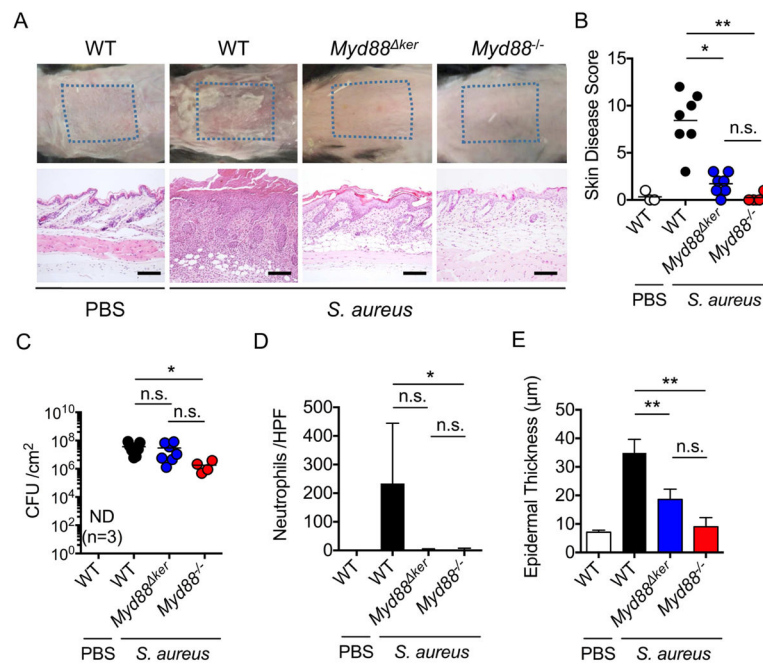 A
WT
WT
Myd88Δker
Myd88-/-
PBS
S. aureus
B
**
*
n.s.
Skin Disease Score
15
10
5
0
WT
WT
Myd88Δker
Myd88-/-
PBS
S. aureus
C
*
n.s.
n.s.
CFU /cm2
10^10
10^8
10^6
10^4
10^2
10^0
ND
(n=3)
WT
WT
Myd88Δker
Myd88-/-
PBS
S. aureus
D
*
n.s.
n.s.
Neutrophils /HPF
500
400
300
200
100
0
WT
WT
Myd88Δker
Myd88-/-
PBS
S. aureus
E
**
**
n.s.
Epidermal Thickness (μm)
50
40
30
20
10
0
WT
WT
Myd88Δker
Myd88-/-
PBS
S. aureus